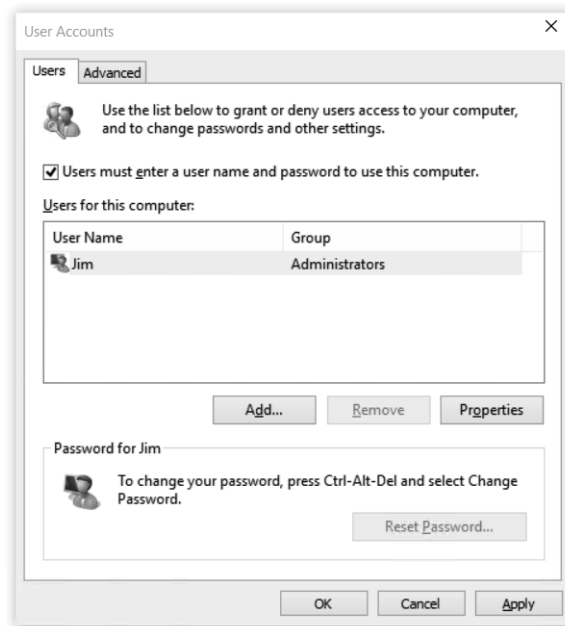 User Accounts
Users
Advanced
Use the list below to grant or deny users access to your computer,
and to change passwords and other settings.
Users must enter a user name and password to use this computer.
Users for this computer:
User Name Group
Jim Administrators
Add... Remove Properties
Password for Jim
To change your password, press Ctrl-Alt-Del and select Change
Password.
Reset Password...
OK Cancel Apply